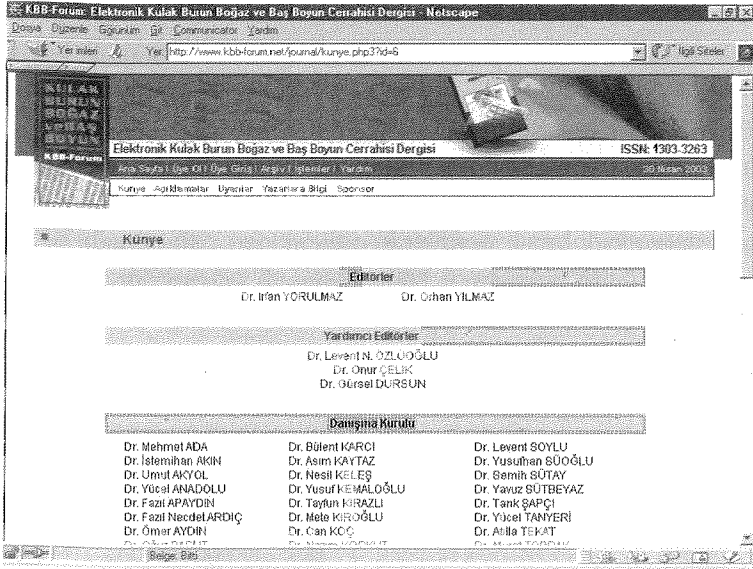 KBB-Forum: Elektronik Kulak Burun Boğaz ve Baş Boyun Cerrahisi Dergisi - Netscape
Dosya Düzenle Görünüm Git Communicator Yardım
Yer imleri Yer: http://www.kbb-forum.net/journal/kunye.php3?id=6 İlgili Siteler
KULAK
BURUN
BOĞAZ
VE BAŞ
BOYUN
KBB-Forum
Elektronik Kulak Burun Boğaz ve Baş Boyun Cerrahisi Dergisi ISSN: 1303-3263
Ana Sayfa | Üye Ol | Üye Giriş | Arşiv | İşlemler | Yardım
Künye Açıklamalar Uyarılar Yazarlara Bilgi Sponsor
Künye
Editörler
Dr. İrfan YORULMAZ Dr. Orhan YILMAZ
Yardımcı Editörler
Dr. Levent N. ÖZLÜOĞLU
Dr. Onur ÇELİK
Dr. Gürsel DURSUN
Danışma Kurulu
Dr. Mehmet ADA Dr. Bülent KARCI Dr. Levent SOYLU
Dr. İstemihan AKIN Dr. Asım KAYTAZ Dr. Yusufhan SÜOĞLU
Dr. Umut AKYOL Dr. Nesil KELEŞ Dr. Semih SÜTAY
Dr. Yücel ANADOLU Dr. Yusuf KEMALOĞLU Dr. Yavuz SÜTBEYAZ
Dr. Fazıl APAYDIN Dr. Tayfun KİRAZLI Dr. Tarık ŞAPÇI
Dr. Fazıl Necdet ARDIÇ Dr. Mete KIROĞLU Dr. Yücel TANYERİ
Dr. Ömer AYDIN Dr. Can KOÇ Dr. Atilla TEKAT
Belge: Bitti